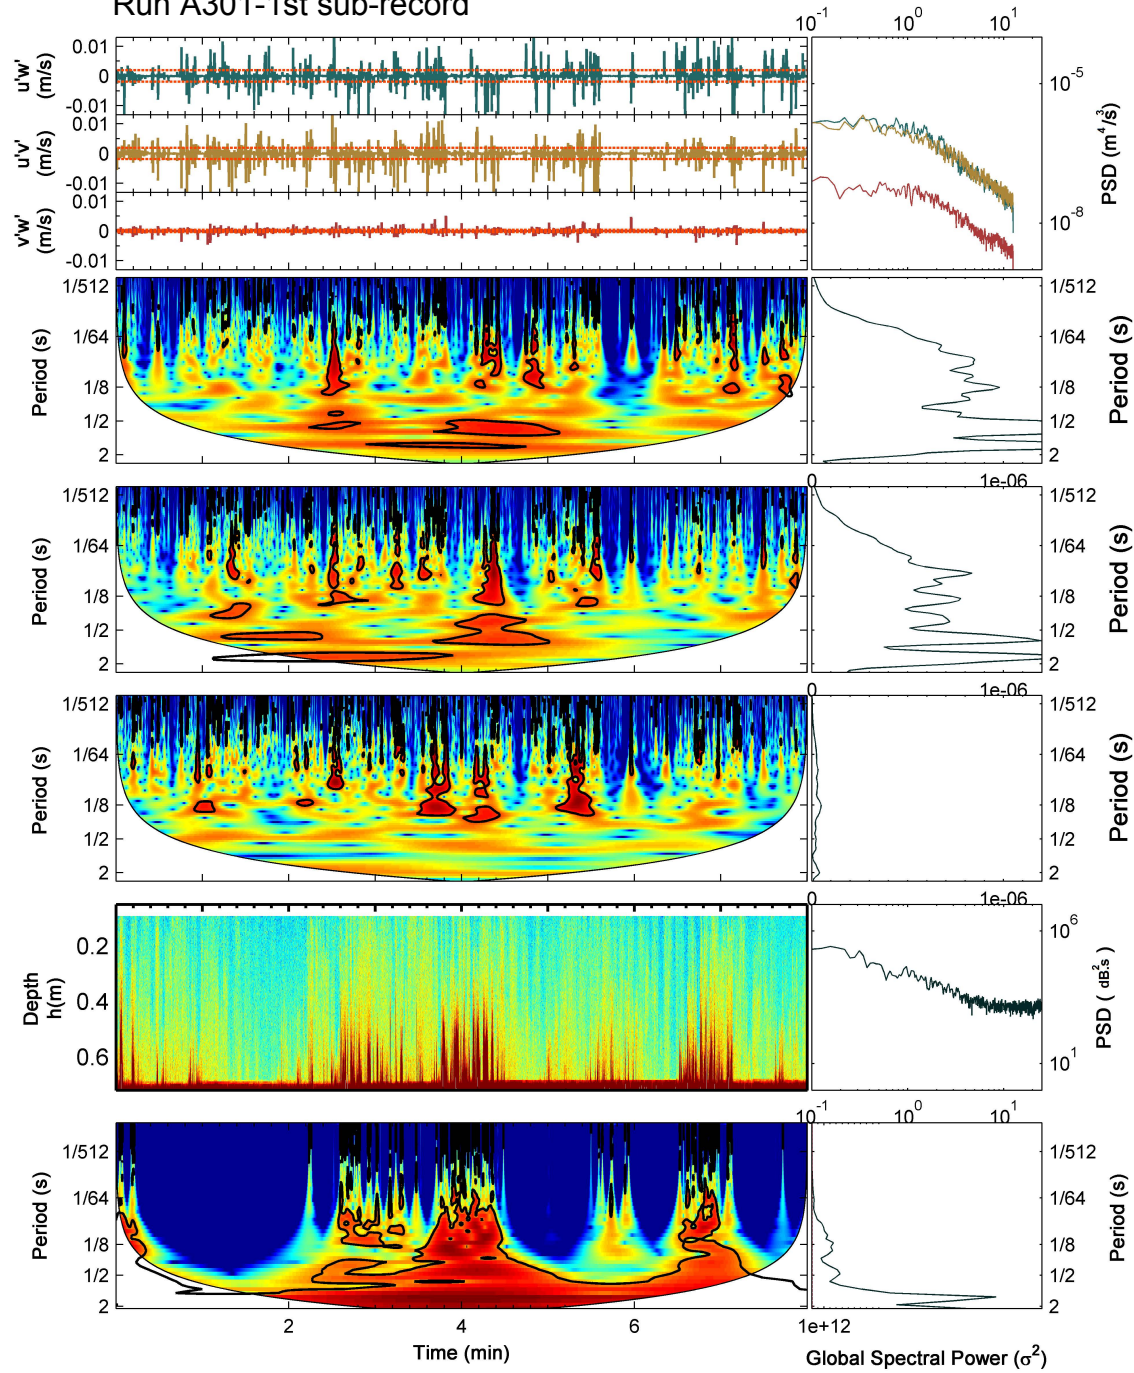 Run A301-1st sub-record
10^-1 10^0 10^1
u'w' (m/s)
0.01
0
-0.01
u'v' (m/s)
0.01
0
-0.01
v'w' (m/s)
0.01
0
-0.01
10^-5
10^-8
PSD (m^4/s^3)
Period (s)
1/512
1/64
1/8
1/2
2
1/512
1/64
1/8
1/2
2
Period (s)
0 1e-06
Period (s)
1/512
1/64
1/8
1/2
2
1/512
1/64
1/8
1/2
2
Period (s)
0 1e-06
Period (s)
1/512
1/64
1/8
1/2
2
1/512
1/64
1/8
1/2
2
Period (s)
0 1e-06
Depth h(m)
0.2
0.4
0.6
10^6
10^1
PSD ( dB^2.s )
10^-1 10^0 10^1
Period (s)
1/512
1/64
1/8
1/2
2
1/512
1/64
1/8
1/2
2
Period (s)
2 4 6 1e+12
Time (min)
Global Spectral Power (σ^2)